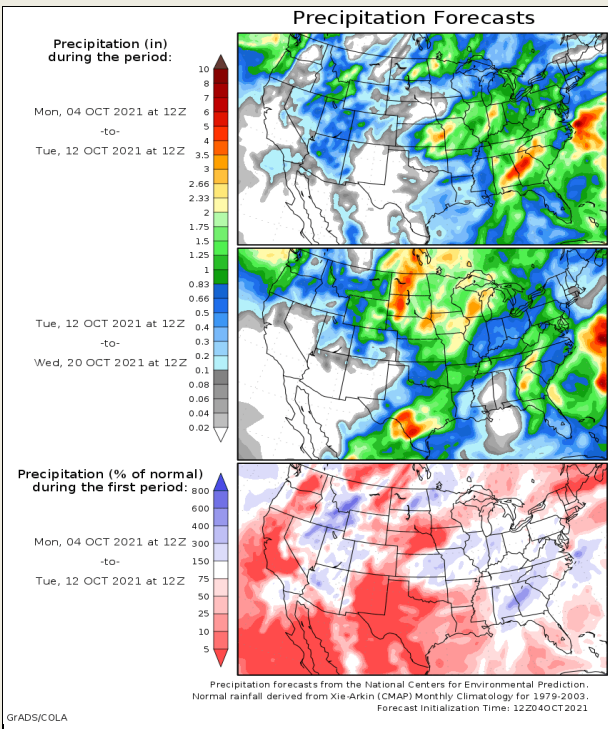 Precipitation Forecasts
Precipitation (in)
during the period:
Mon, 04 OCT 2021 at 12Z
-to-
Tue, 12 OCT 2021 at 12Z
10
8
7
6
5
4
3.5
3
2.66
2.33
2
1.75
1.5
1.25
1
0.83
0.66
0.5
0.4
0.3
0.2
0.1
0.08
0.06
0.04
0.02
Tue, 12 OCT 2021 at 12Z
-to-
Wed, 20 OCT 2021 at 12Z
Precipitation (% of normal)
during the first period:
Mon, 04 OCT 2021 at 12Z
-to-
Tue, 12 OCT 2021 at 12Z
800
600
400
300
150
75
50
25
10
5
Precipitation forecasts from the National Centers for Environmental Prediction.
Normal rainfall derived from Xie-Arkin (CMAP) Monthly Climatology for 1979-2003.
Forecast Initialization Time: 12Z04OCT2021
GrADS/COLA